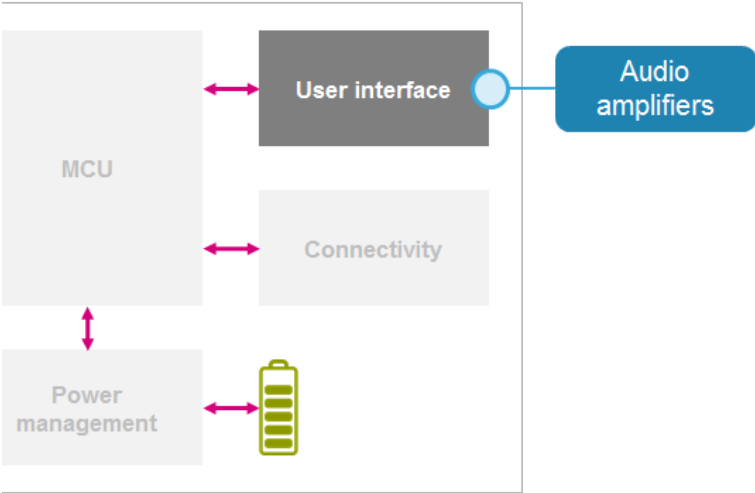 User interface
Audio
amplifiers
MCU
Connectivity
Power
management